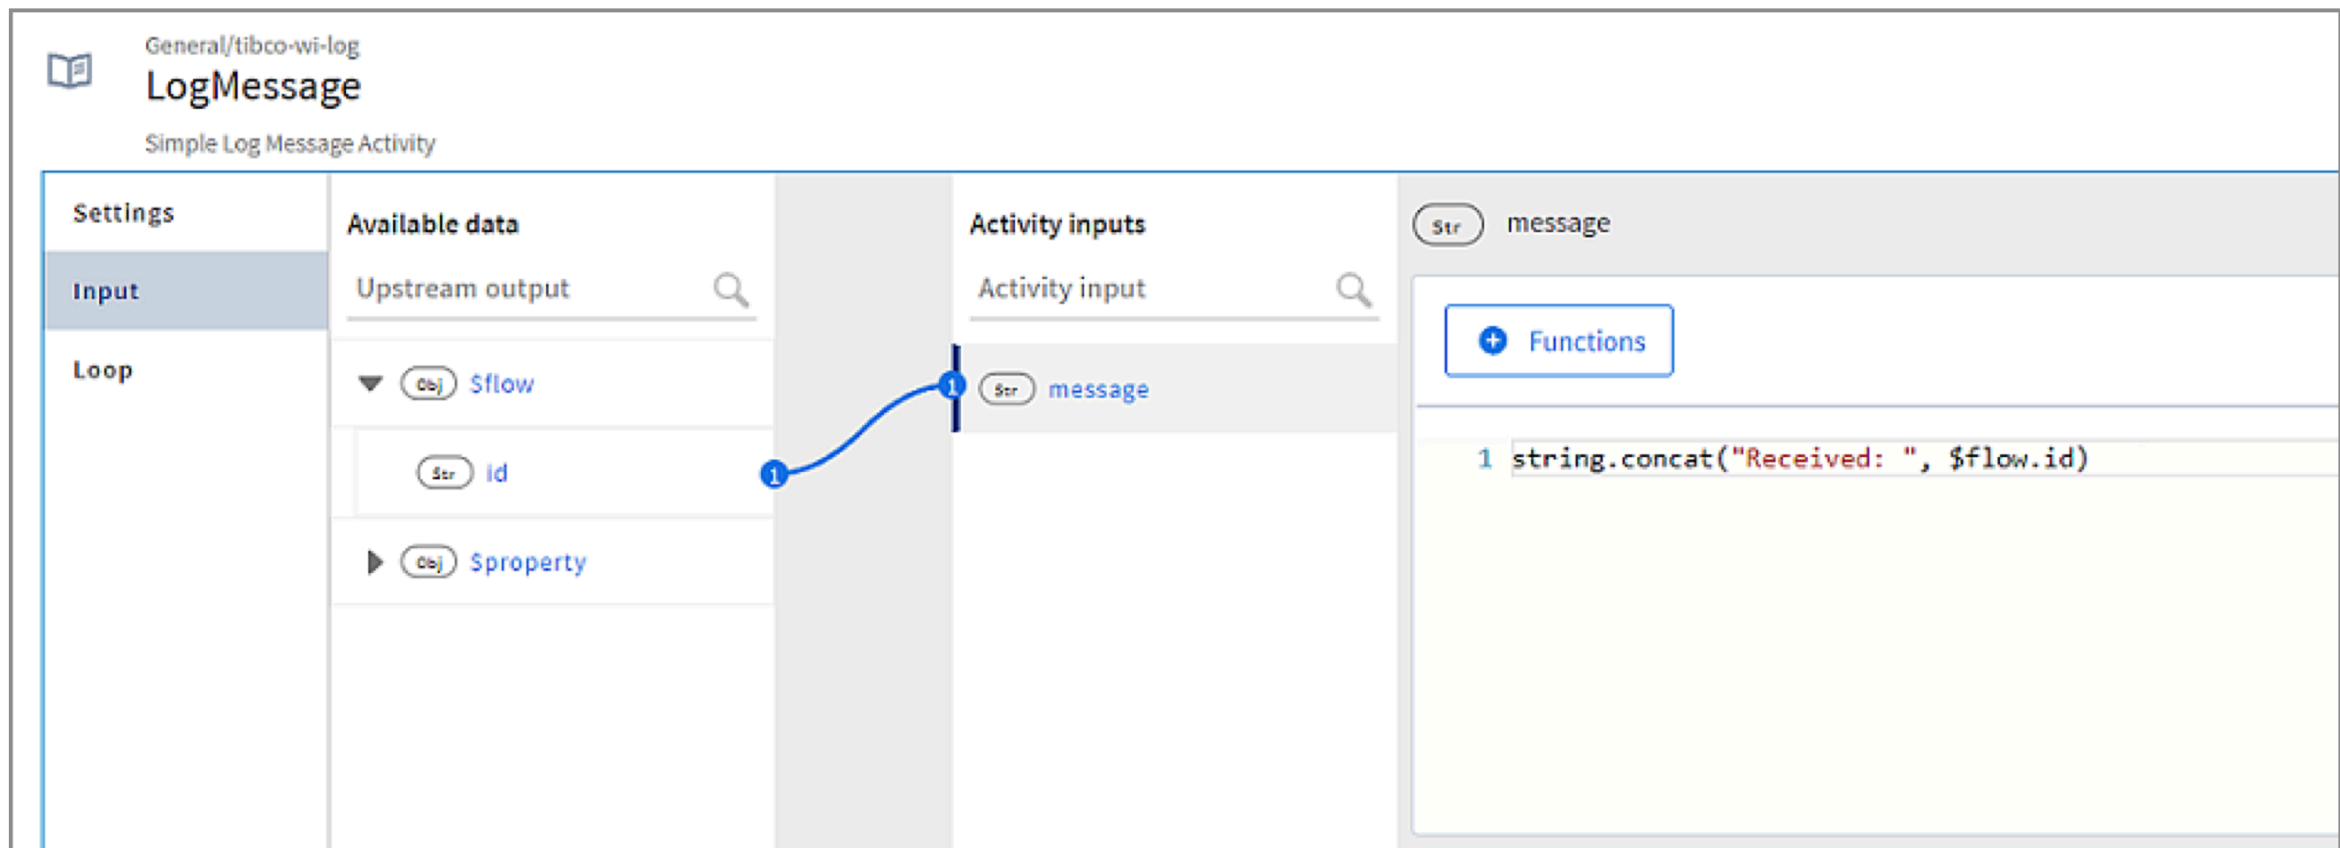 General/tibco-wi-log
LogMessage
Simple Log Message Activity
Settings
Input
Loop
Available data
Upstream output
Obj $flow
Str id
Obj $property
1
1
Activity inputs
Activity input
Str message
Str message
Functions
1 string.concat("Received: ", $flow.id)